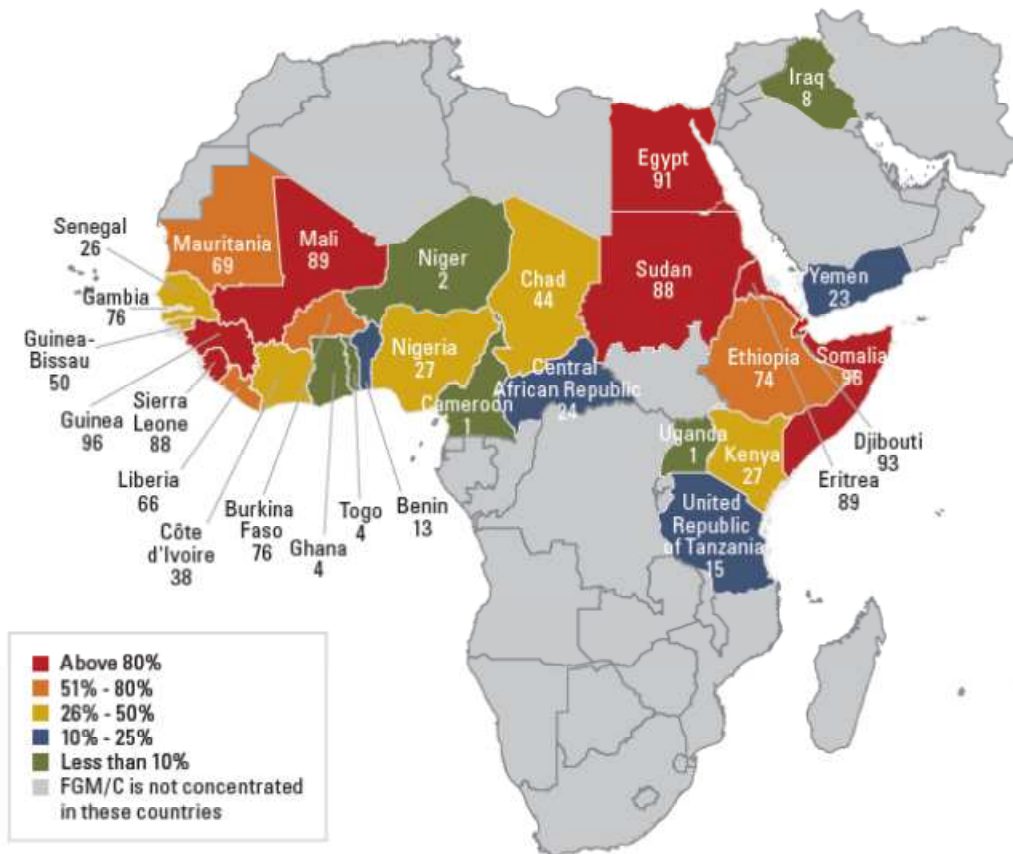 Iraq
8
Egypt
91
Senegal
26
Mauritania
69
Mali
89
Niger
2
Chad
44
Sudan
88
Yemen
23
Gambia
76
Guinea-
Bissau
50
Guinea
96
Sierra
Leone
88
Liberia
66
Côte
d'Ivoire
38
Burkina
Faso
76
Ghana
4
Togo
4
Benin
13
Nigeria
27
Cameroon
1
Central
African Republic
24
Ethiopia
74
Somalia
98
Djibouti
93
Eritrea
89
Uganda
1
Kenya
27
United
Republic
of Tanzania
15
Above 80%
51% - 80%
26% - 50%
10% - 25%
Less than 10%
FGM/C is not concentrated
in these countries